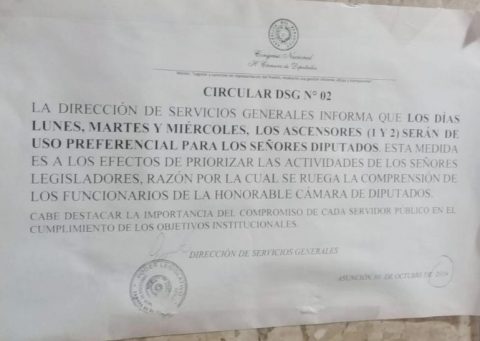 Congreso Nacional
H. Cámara de Diputados
CIRCULAR DSG N° 02
LA DIRECCIÓN DE SERVICIOS GENERALES INFORMA QUE LOS DÍAS
LUNES, MARTES Y MIÉRCOLES, LOS ASCENSORES (1 Y 2) SERÁN DE
USO PREFERENCIAL PARA LOS SEÑORES DIPUTADOS. ESTA MEDIDA
ES A LOS EFECTOS DE PRIORIZAR LAS ACTIVIDADES DE LOS SEÑORES
LEGISLADORES, RAZÓN POR LA CUAL SE RUEGA LA COMPRENSIÓN DE
LOS FUNCIONARIOS DE LA HONORABLE CÁMARA DE DIPUTADOS.
CABE DESTACAR LA IMPORTANCIA DEL COMPROMISO DE CADA SERVIDOR PÚBLICO EN EL
CUMPLIMIENTO DE LOS OBJETIVOS INSTITUCIONALES.
DIRECCIÓN DE SERVICIOS GENERALES
ASUNCIÓN DE OCTUBRE DE